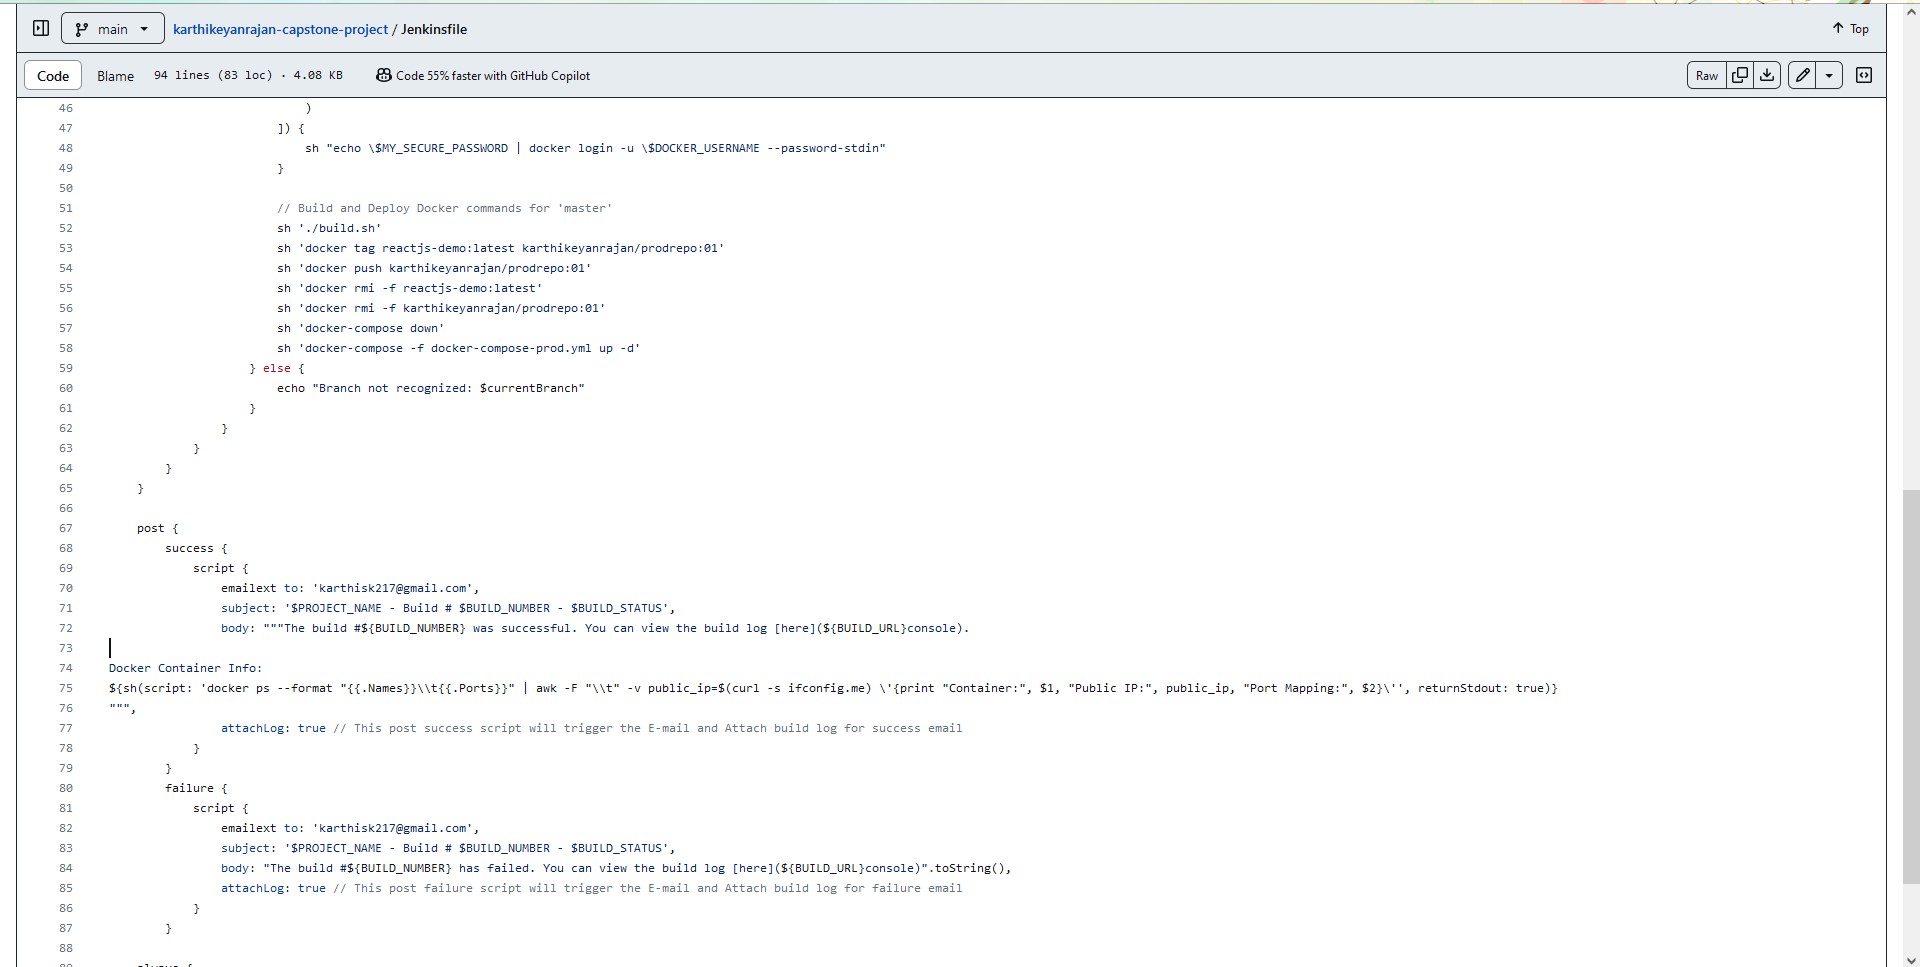 main
karthikeyanrajan-capstone-project / Jenkinsfile
Top
Code
Blame
94 lines (83 loc) · 4.08 KB
Code 55% faster with GitHub Copilot
Raw
46 )
47 ]) {
48 sh "echo \$MY_SECURE_PASSWORD | docker login -u \$DOCKER_USERNAME --password-stdin"
49 }
50
51 // Build and Deploy Docker commands for 'master'
52 sh './build.sh'
53 sh 'docker tag reactjs-demo:latest karthikeyanrajan/prodrepo:01'
54 sh 'docker push karthikeyanrajan/prodrepo:01'
55 sh 'docker rmi -f reactjs-demo:latest'
56 sh 'docker rmi -f karthikeyanrajan/prodrepo:01'
57 sh 'docker-compose down'
58 sh 'docker-compose -f docker-compose-prod.yml up -d'
59 } else {
60 echo "Branch not recognized: $currentBranch"
61 }
62 }
63 }
64 }
65 }
66
67 post {
68 success {
69 script {
70 emailext to: 'karthisk217@gmail.com',
71 subject: '$PROJECT_NAME - Build # $BUILD_NUMBER - $BUILD_STATUS',
72 body: """The build #${BUILD_NUMBER} was successful. You can view the build log [here](${BUILD_URL}console).
73
74 Docker Container Info:
75 ${sh(script: 'docker ps --format "{{.Names}}\\t{{.Ports}}" | awk -F "\\t" -v public_ip=$(curl -s ifconfig.me) \'{print "Container:", $1, "Public IP:", public_ip, "Port Mapping:", $2}\'', returnStdout: true)}
76 """,
77 attachLog: true // This post success script will trigger the E-mail and Attach build log for success email
78 }
79 }
80 failure {
81 script {
82 emailext to: 'karthisk217@gmail.com',
83 subject: '$PROJECT_NAME - Build # $BUILD_NUMBER - $BUILD_STATUS',
84 body: "The build #${BUILD_NUMBER} has failed. You can view the build log [here](${BUILD_URL}console)".toString(),
85 attachLog: true // This post failure script will trigger the E-mail and Attach build log for failure email
86 }
87 }
88